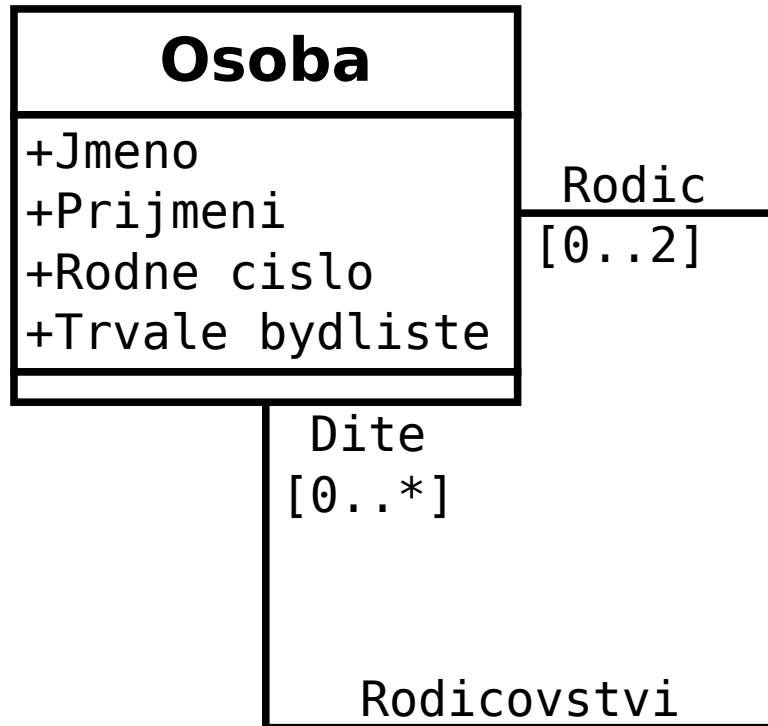 Osoba
+Jmeno
+Prijmeni
+Rodne cislo
+Trvale bydliste
Rodic
[0..2]
Dite
[0..*]
Rodicovstvi